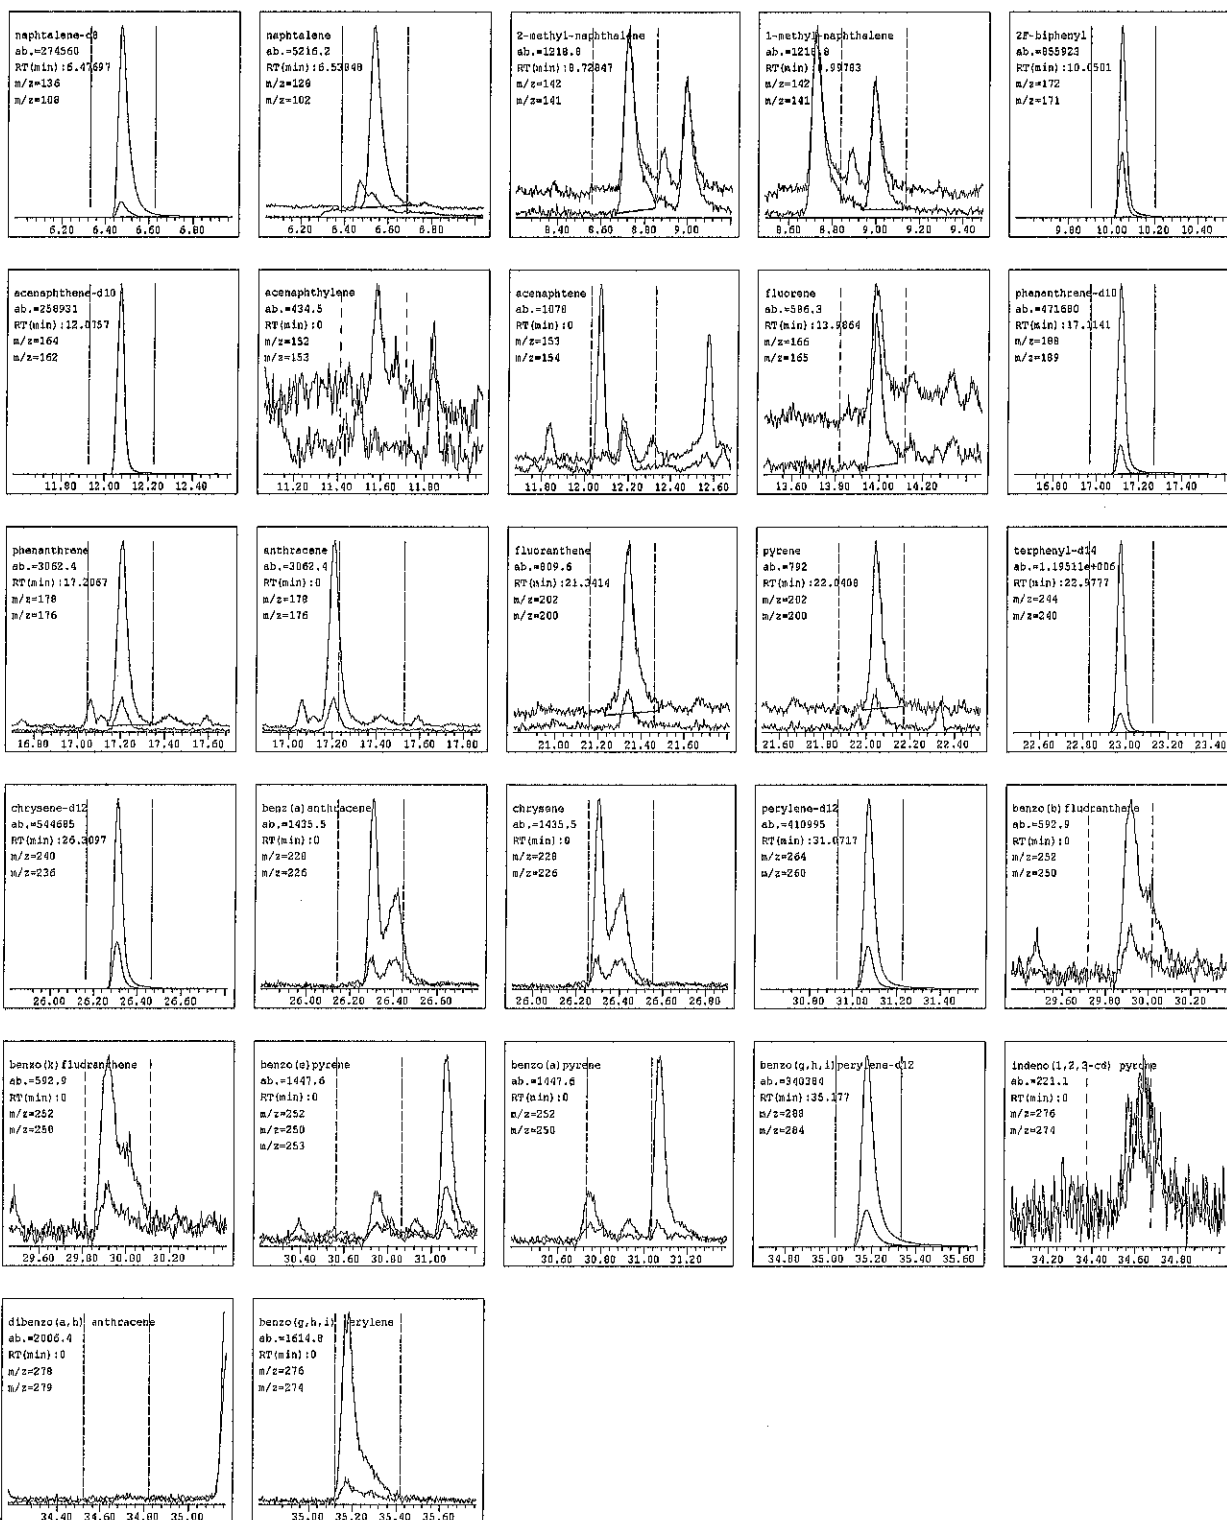 naphtalene-d8
ab.=274560
RT(min):6.47697
m/z=136
m/z=108
6.20 6.40 6.60 6.80
naphtalene
ab.=5216.2
RT(min):6.53848
m/z=128
m/z=102
6.20 6.40 6.60 6.80
2-methyl-naphthalene
ab.=1218.8
RT(min):8.72847
m/z=142
m/z=141
8.40 8.60 8.80 9.00
1-methyl-naphthalene
m/z=142
m/z=141
8.60 8.80 9.00 9.20 9.40
2F-biphenyl
ab.=855923
RT(min):10.0501
m/z=172
m/z=171
9.80 10.00 10.20 10.40
acenaphthene-d10
ab.=258931
RT(min):12.0757
m/z=164
m/z=162
11.80 12.00 12.20 12.40
acenaphthylene
ab.=434.5
RT(min):0
m/z=152
m/z=153
11.20 11.40 11.60 11.80
acenaphtene
ab.=1078
RT(min):0
m/z=153
m/z=154
11.80 12.00 12.20 12.40 12.60
fluorene
ab.=586.3
RT(min):13.9864
m/z=166
m/z=165
13.60 13.80 14.00 14.20
phenanthrene-d10
ab.=471680
RT(min):17.1141
m/z=188
m/z=189
16.80 17.00 17.20 17.40
phenanthrene
ab.=3062.4
RT(min):17.2067
m/z=178
m/z=176
16.80 17.00 17.20 17.40 17.60
anthracene
ab.=3062.4
RT(min):0
m/z=178
m/z=176
17.00 17.20 17.40 17.60 17.80
fluoranthene
ab.=809.6
RT(min):21.3414
m/z=202
m/z=200
21.00 21.20 21.40 21.60
pyrene
ab.=792
RT(min):22.0408
m/z=202
m/z=200
21.60 21.80 22.00 22.20 22.40
terphenyl-d14
ab.=1.19511e+006
RT(min):22.9777
m/z=244
m/z=240
22.60 22.80 23.00 23.20 23.40
chrysene-d12
ab.=544685
RT(min):26.3097
m/z=240
m/z=236
26.00 26.20 26.40 26.60
benz(a)anthracene
ab.=1435.5
RT(min):0
m/z=228
m/z=226
26.00 26.20 26.40 26.60
chrysene
ab.=1435.5
RT(min):0
m/z=228
m/z=226
26.00 26.20 26.40 26.60 26.80
perylene-d12
ab.=410995
RT(min):31.0717
m/z=264
m/z=260
30.80 31.00 31.20 31.40
benzo(b)fludranthene
ab.=592.9
RT(min):0
m/z=252
m/z=250
29.60 29.80 30.00 30.20
benzo(k)fludranthene
ab.=592.9
RT(min):0
m/z=252
m/z=250
29.60 29.80 30.00 30.20
benzo(e)pyrene
ab.=1447.6
RT(min):0
m/z=252
m/z=250
m/z=253
30.40 30.60 30.80 31.00
benzo(a)pyrene
ab.=1447.6
RT(min):0
m/z=252
m/z=250
30.60 30.80 31.00 31.20
benzo(g,h,i)perylene-d12
ab.=340384
RT(min):35.177
m/z=288
m/z=284
34.80 35.00 35.20 35.40 35.60
indeno(1,2,3-cd) pyrene
ab.=221.1
RT(min):0
m/z=276
m/z=274
34.20 34.40 34.60 34.80
dibenzo(a,h) anthracene
ab.=2006.4
RT(min):0
m/z=278
m/z=279
34.40 34.60 34.80 35.00
benzo(g,h,i) perylene
ab.=1614.8
RT(min):0
m/z=276
m/z=274
35.00 35.20 35.40 35.60